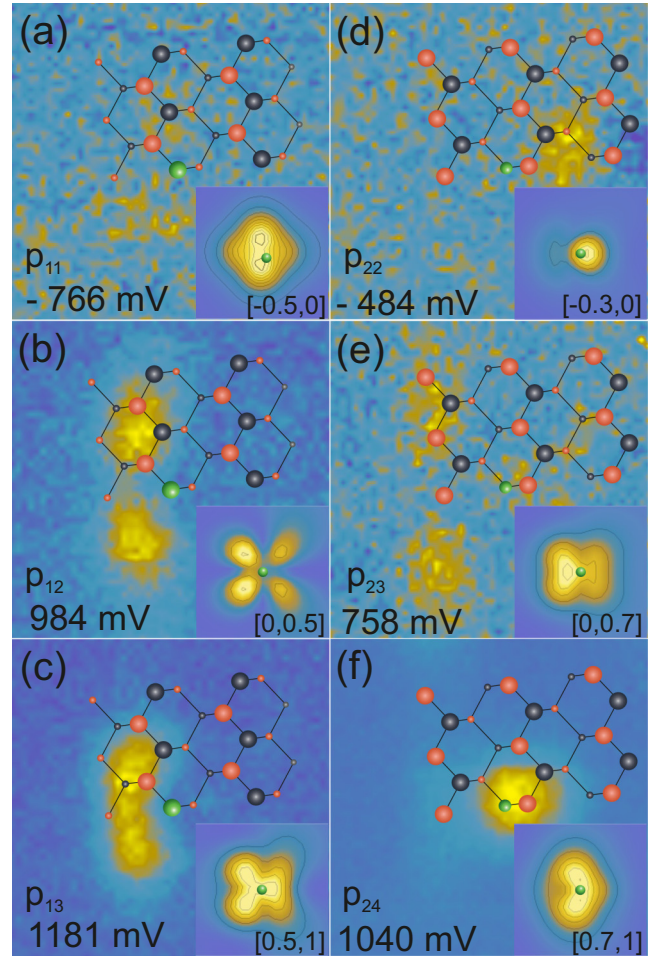 (a)
p11
- 766 mV
[-0.5,0]
(b)
p12
984 mV
[0,0.5]
(c)
p13
1181 mV
[0.5,1]
(d)
p22
- 484 mV
[-0.3,0]
(e)
p23
758 mV
[0,0.7]
(f)
p24
1040 mV
[0.7,1]